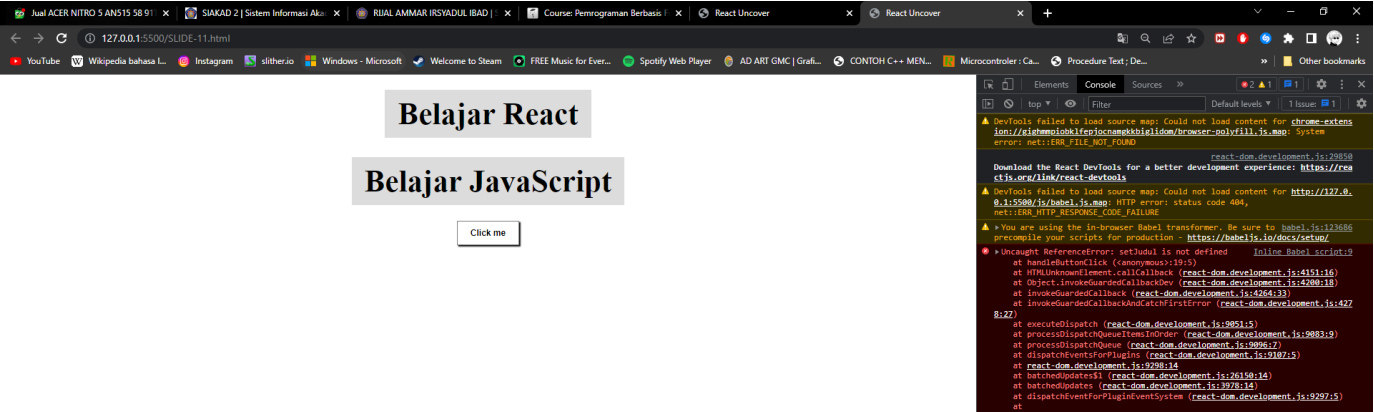 Jual ACER NITRO 5 AN515 58 911
SIAKAD 2 | Sistem Informasi Akad
RIJAL AMMAR IRSYADUL IBAD | S
Course: Pemrograman Berbasis F
React Uncover
React Uncover
127.0.0.1:5500/SLIDE-11.html
YouTube
Wikipedia bahasa I...
Instagram
slither.io
Windows - Microsoft
Welcome to Steam
FREE Music for Ever...
Spotify Web Player
AD ART GMC | Grafi...
CONTOH C++ MEN...
Microcontroler : Ca...
Procedure Text ; De...
Other bookmarks
Belajar React
Belajar JavaScript
Click me
Elements Console Sources 2 1 1
top Filter Default levels 1 Issue: 1
DevTools failed to load source map: Could not load content for chrome-exten
sion://gighmmpiobklfepjocnamgkkbiglidom/browser-polyfill.js.map: System
error: net::ERR_FILE_NOT_FOUND
react-dom.development.js:29850
Download the React DevTools for a better development experience: https://rea
ctjs.org/link/react-devtools
DevTools failed to load source map: Could not load content for http://127.0.
0.1:5500/js/babel.js.map: HTTP error: status code 404,
net::ERR_HTTP_RESPONSE_CODE_FAILURE
You are using the in-browser Babel transformer. Be sure to babel.js:123686
precompile your scripts for production - https://babeljs.io/docs/setup/
Uncaught ReferenceError: setJudul is not defined Inline Babel script:9
at handleButtonClick (<anonymous>:19:5)
at HTMLUnknownElement.callCallback (react-dom.development.js:4151:16)
at Object.invokeGuardedCallbackDev (react-dom.development.js:4200:18)
at invokeGuardedCallback (react-dom.development.js:4264:33)
at invokeGuardedCallbackAndCatchFirstError (react-dom.development.js:427
8:27)
at executeDispatch (react-dom.development.js:9051:5)
at processDispatchQueueItemsInOrder (react-dom.development.js:9083:9)
at processDispatchQueue (react-dom.development.js:9096:7)
at dispatchEventsForPlugins (react-dom.development.js:9107:5)
at react-dom.development.js:9298:14
at batchedUpdates$1 (react-dom.development.js:26150:14)
at batchedUpdates (react-dom.development.js:3978:14)
at dispatchEventForPluginEventSystem (react-dom.development.js:9297:5)
at